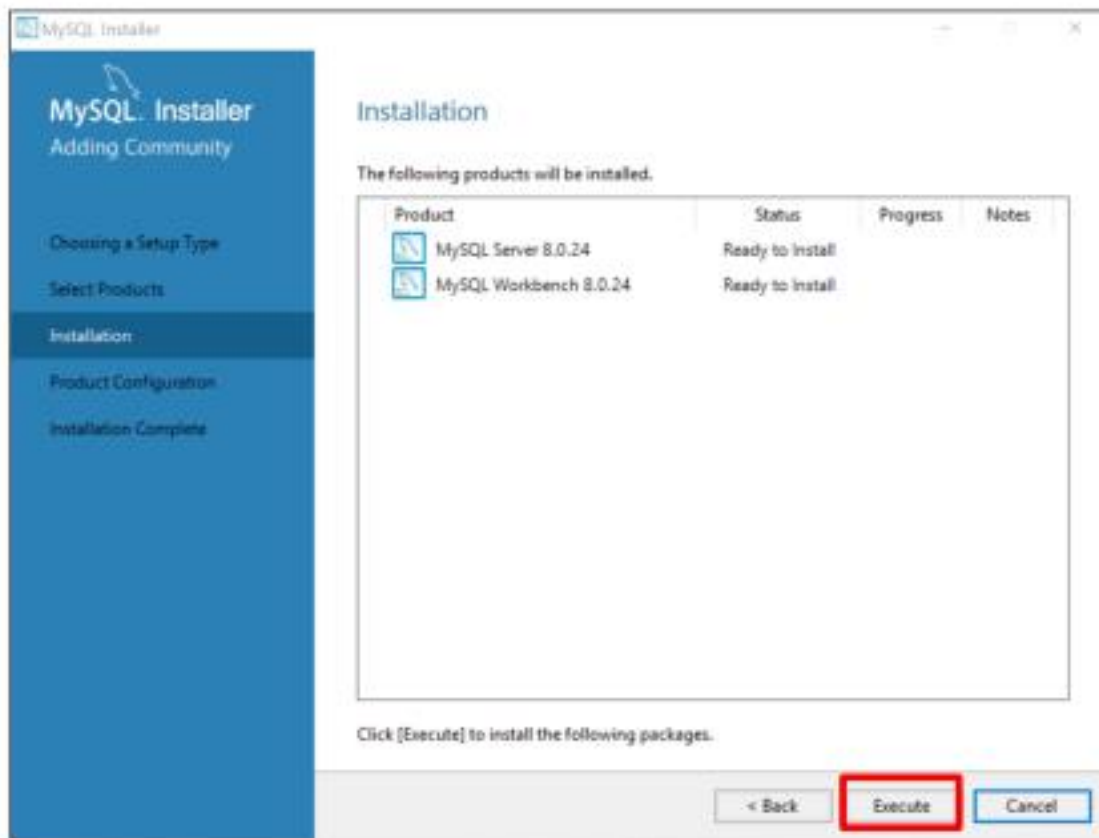 MySQL Installer
MySQL. Installer
Adding Community
Choosing a Setup Type
Select Products
Installation
Product Configuration
Installation Complete
Installation
The following products will be installed.
Product Status Progress Notes
MySQL Server 8.0.24 Ready to Install
MySQL Workbench 8.0.24 Ready to Install
Click [Execute] to install the following packages.
< Back Execute Cancel